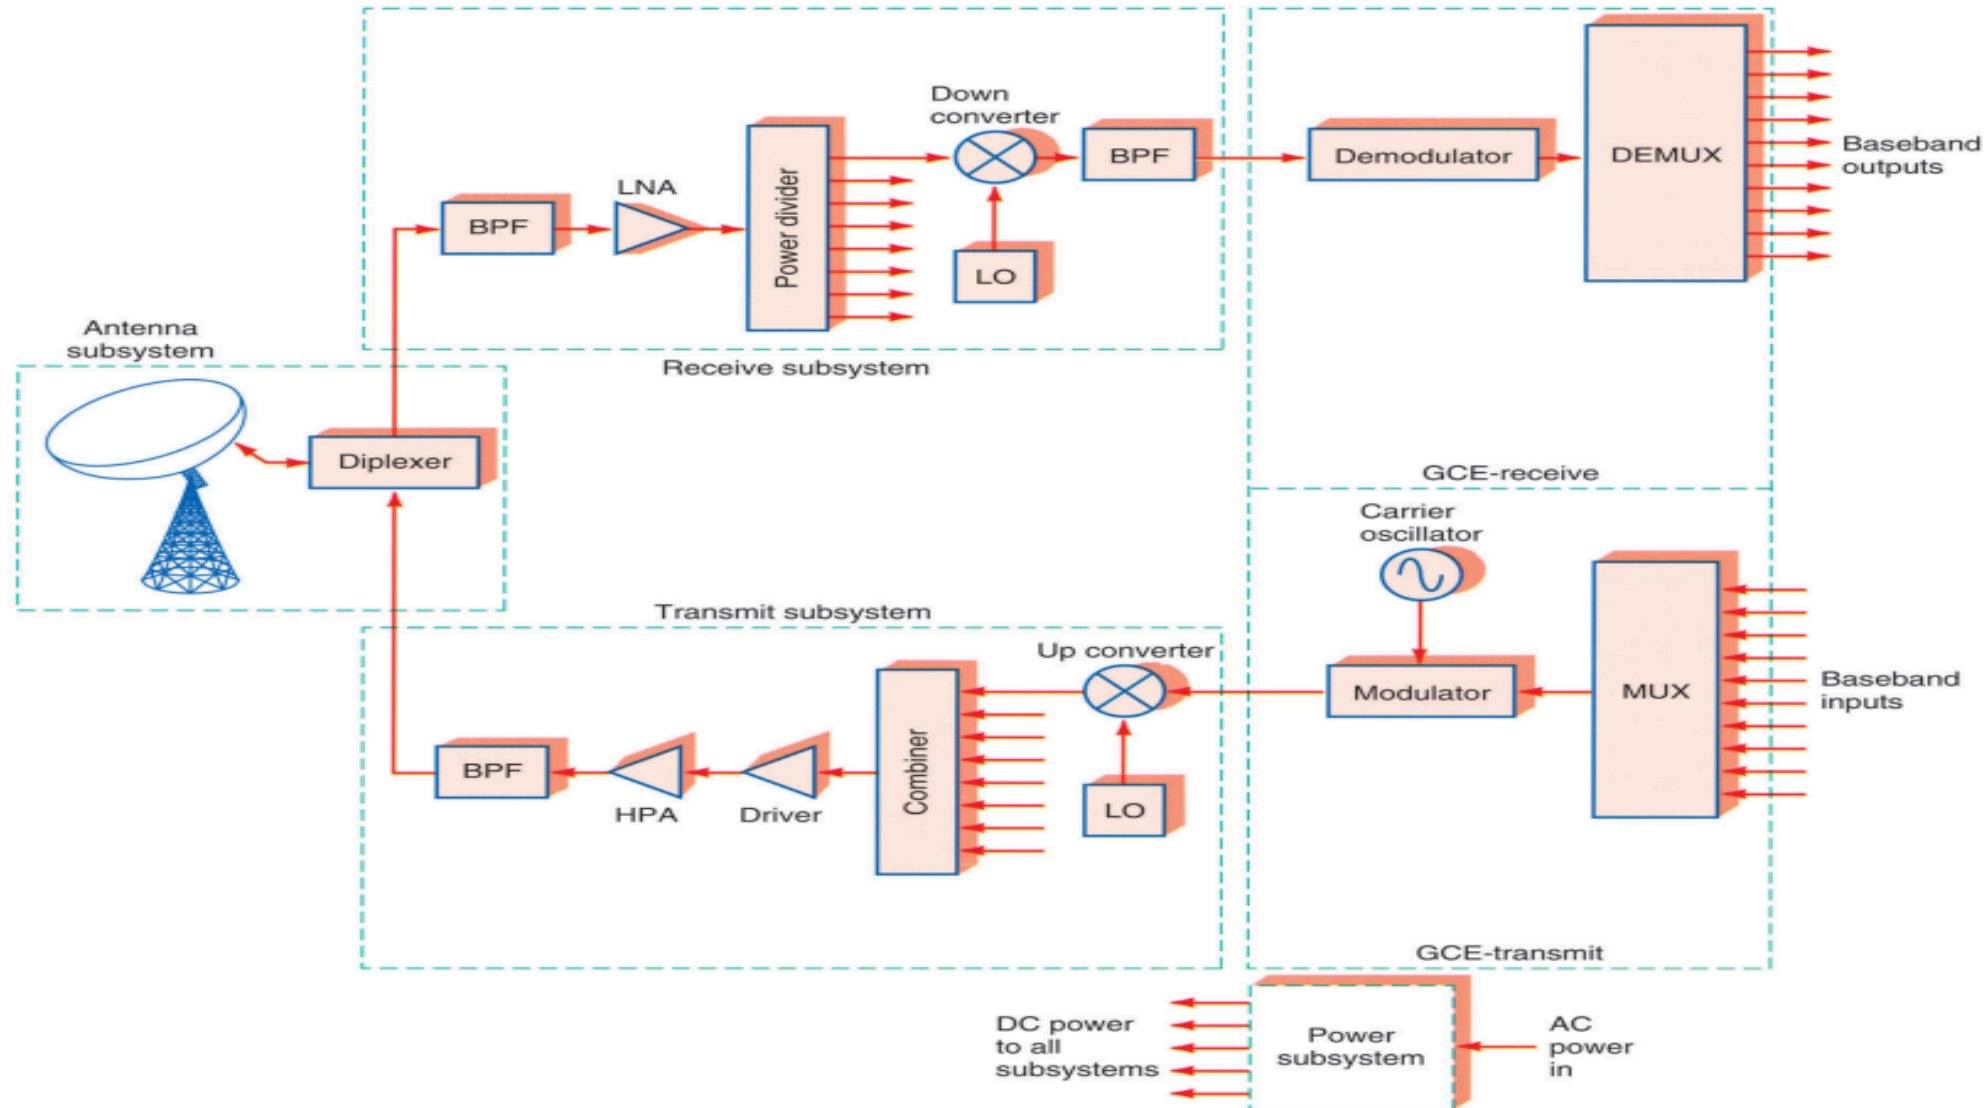 Down
converter
BPF
Demodulator
DEMUX
Baseband
outputs
LNA
BPF
Power divider
LO
Receive subsystem
Antenna
subsystem
Diplexer
GCE-receive
Carrier
oscillator
Transmit subsystem
Up converter
Modulator
MUX
Baseband
inputs
Combiner
BPF
HPA
Driver
LO
GCE-transmit
DC power
to all
subsystems
Power
subsystem
AC
power
in